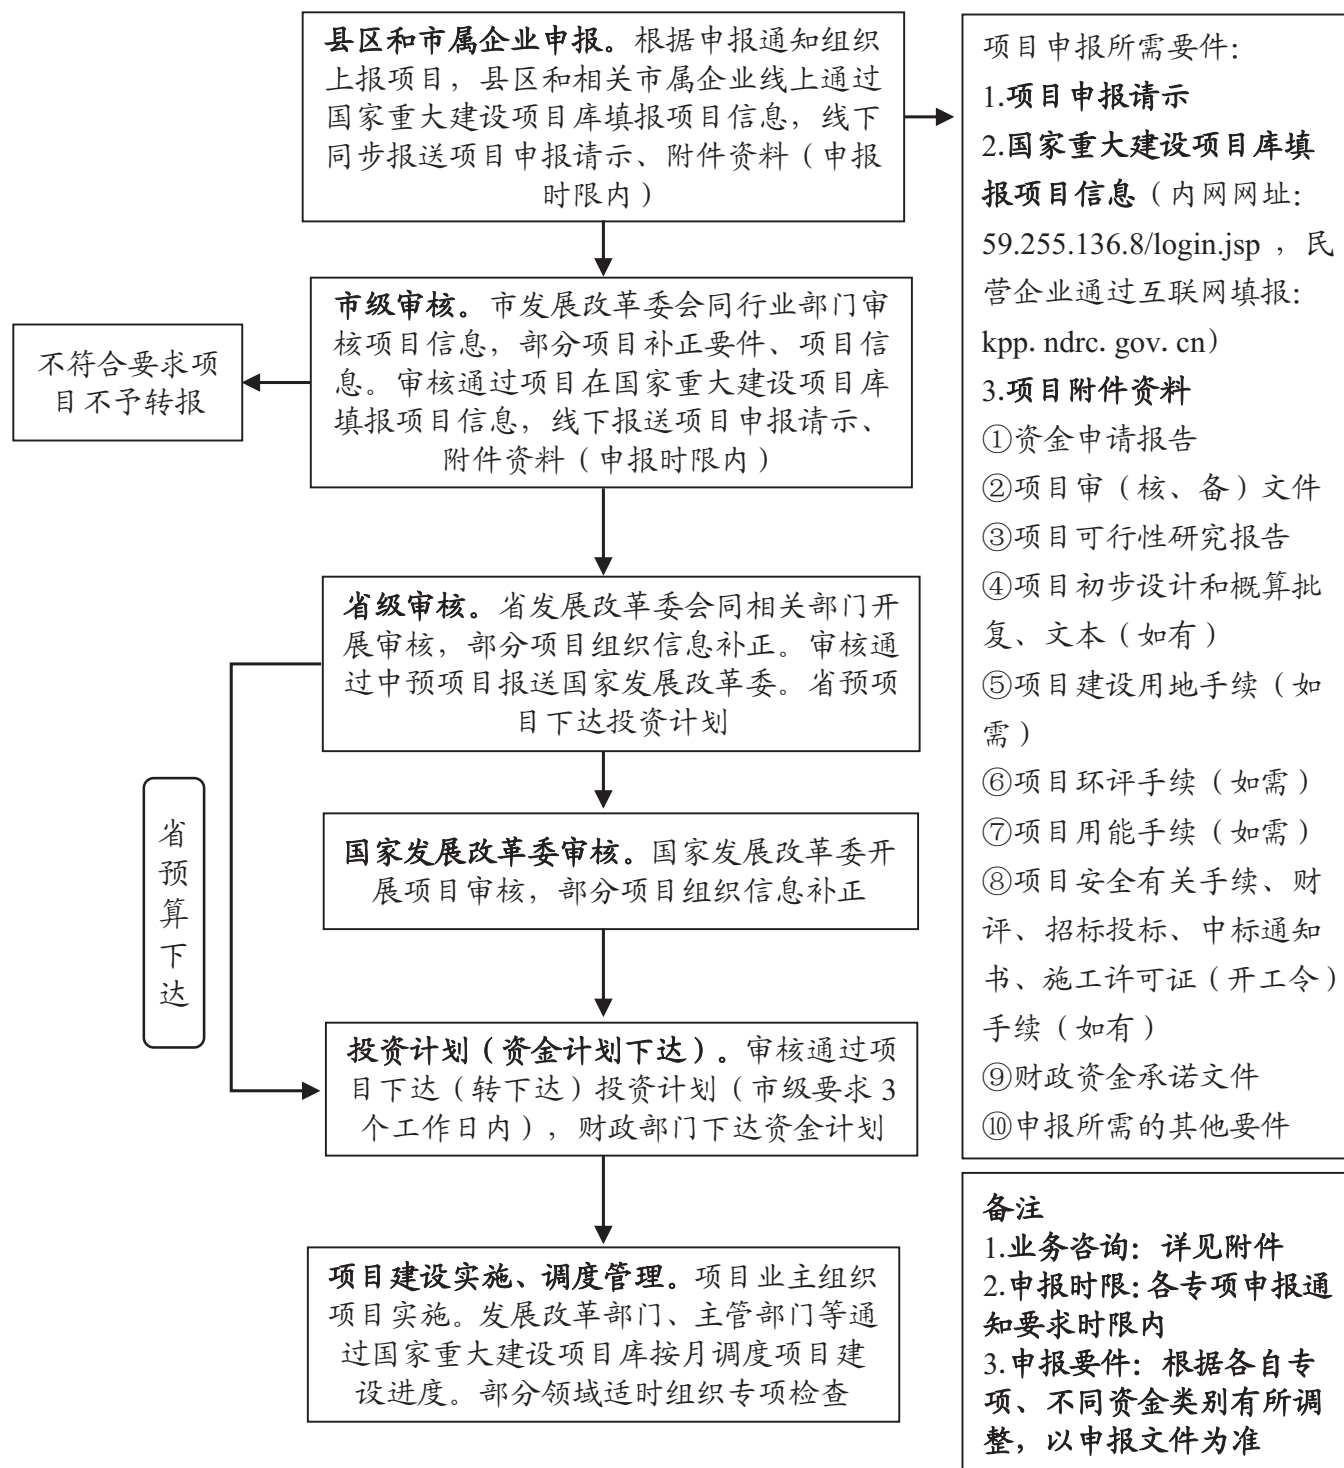 县区和市属企业申报。根据申报通知组织
上报项目，县区和相关市属企业线上通过
国家重大建设项目库填报项目信息，线下
同步报送项目申报请示、附件资料（申报
时限内）
市级审核。市发展改革委会同行业部门审
核项目信息，部分项目补正要件、项目信
息。审核通过项目在国家重大建设项目库
填报项目信息，线下报送项目申报请示、
附件资料（申报时限内）
不符合要求项
目不予转报
省级审核。省发展改革委会同相关部门开
展审核，部分项目组织信息补正。审核通
过中预项目报送国家发展改革委。省预项
目下达投资计划
省
预
算
下
达
国家发展改革委审核。国家发展改革委开
展项目审核，部分项目组织信息补正
投资计划（资金计划下达）。审核通过项
目下达（转下达）投资计划（市级要求 3
个工作日内），财政部门下达资金计划
项目建设实施、调度管理。项目业主组织
项目实施。发展改革部门、主管部门等通
过国家重大建设项目库按月调度项目建
设进度。部分领域适时组织专项检查
项目申报所需要件：
1.项目申报请示
2.国家重大建设项目库填
报项目信息（内网网址：
59.255.136.8/login.jsp ，民
营企业通过互联网填报：
kpp. ndrc. gov. cn）
3.项目附件资料
①资金申请报告
②项目审（核、备）文件
③项目可行性研究报告
④项目初步设计和概算批
复、文本（如有）
⑤项目建设用地手续（如
需）
⑥项目环评手续（如需）
⑦项目用能手续（如需）
⑧项目安全有关手续、财
评、招标投标、中标通知
书、施工许可证（开工令）
手续（如有）
⑨财政资金承诺文件
⑩申报所需的其他要件
备注
1.业务咨询：详见附件
2.申报时限：各专项申报通
知要求时限内
3.申报要件：根据各自专
项、不同资金类别有所调
整，以申报文件为准